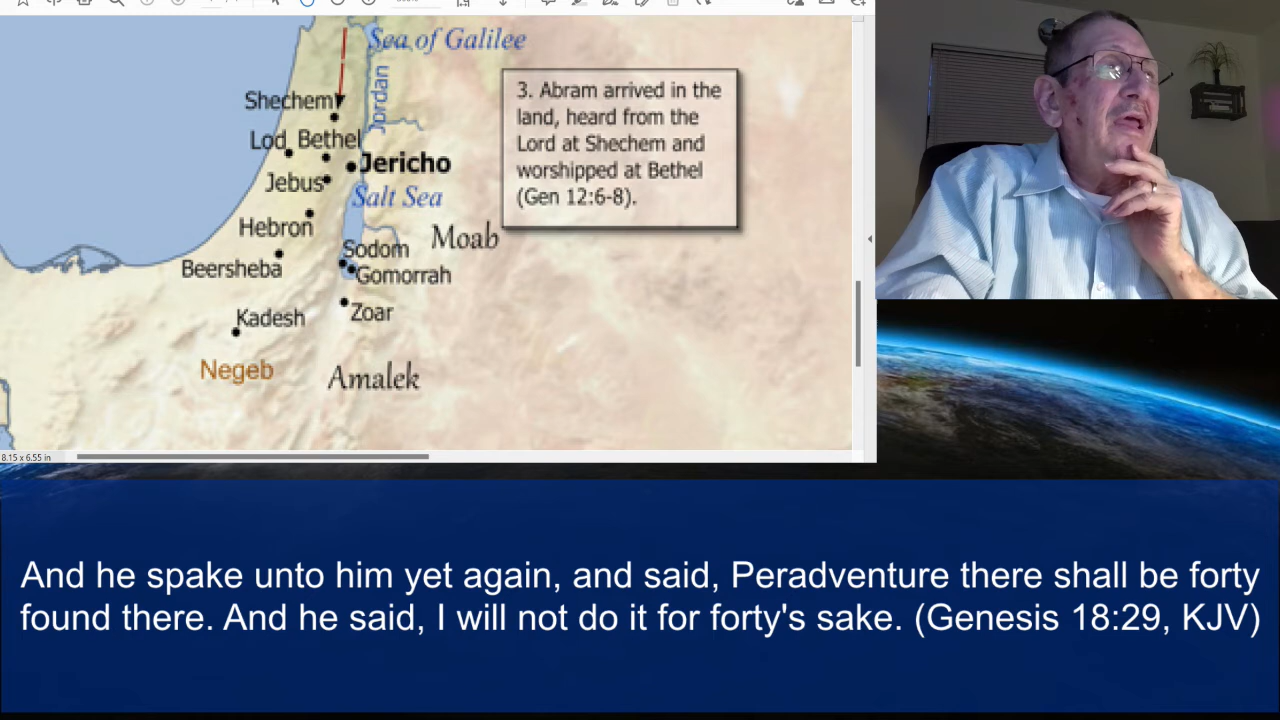 Sea of Galilee
Jordan
Shechem
Lod Bethel
Jericho
Jebus
Salt Sea
Hebron
Moab
Sodom
Beersheba
Gomorrah
Kadesh
Zoar
Negeb
Amalek
3. Abram arrived in the
land, heard from the
Lord at Shechem and
worshipped at Bethel
(Gen 12:6-8).
8.15 x 6.55 in
And he spake unto him yet again, and said, Peradventure there shall be forty
found there. And he said, I will not do it for forty's sake. (Genesis 18:29, KJV)